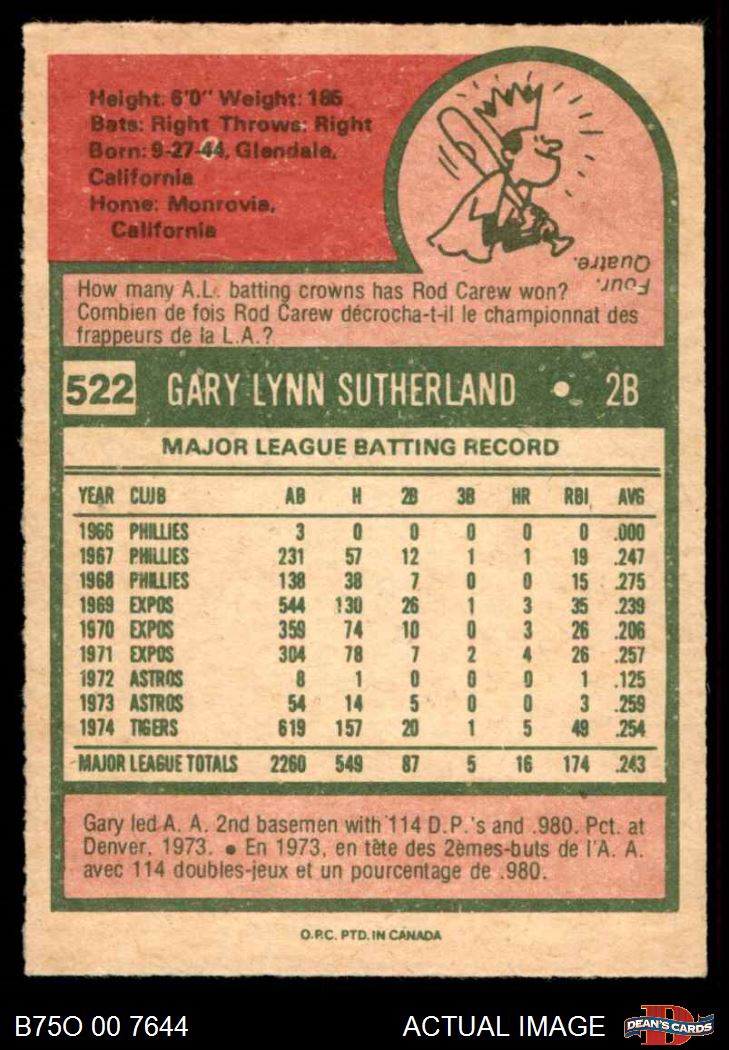 Height: 6'0" Weight: 185
Bats: Right Throws: Right
Born: 9-27-44, Glendale,
California
Home: Monrovia,
California
Four.
Quatre.
How many A.L. batting crowns has Rod Carew won?
Combien de fois Rod Carew décrocha-t-il le championnat des
frappeurs de la L.A.?
522 GARY LYNN SUTHERLAND • 2B
MAJOR LEAGUE BATTING RECORD
YEAR CLUB AB H 2B 3B HR RBI AVG
1966 PHILLIES 3 0 0 0 0 0 .000
1967 PHILLIES 231 57 12 1 1 19 .247
1968 PHILLIES 138 38 7 0 0 15 .275
1969 EXPOS 544 130 26 1 3 35 .239
1970 EXPOS 359 74 10 0 3 26 .206
1971 EXPOS 304 78 7 2 4 26 .257
1972 ASTROS 8 1 0 0 0 1 .125
1973 ASTROS 54 14 5 0 0 3 .259
1974 TIGERS 619 157 20 1 5 49 .254
MAJOR LEAGUE TOTALS 2260 549 87 5 16 174 .243
Gary led A. A. 2nd basemen with 114 D.P.'s and .980. Pct. at
Denver, 1973. • En 1973, en tête des 2èmes-buts de l'A. A.
avec 114 doubles-jeux et un pourcentage de .980.
O.P.C. PTD. IN CANADA
B75O 00 7644 ACTUAL IMAGE D DEAN'S CARDS